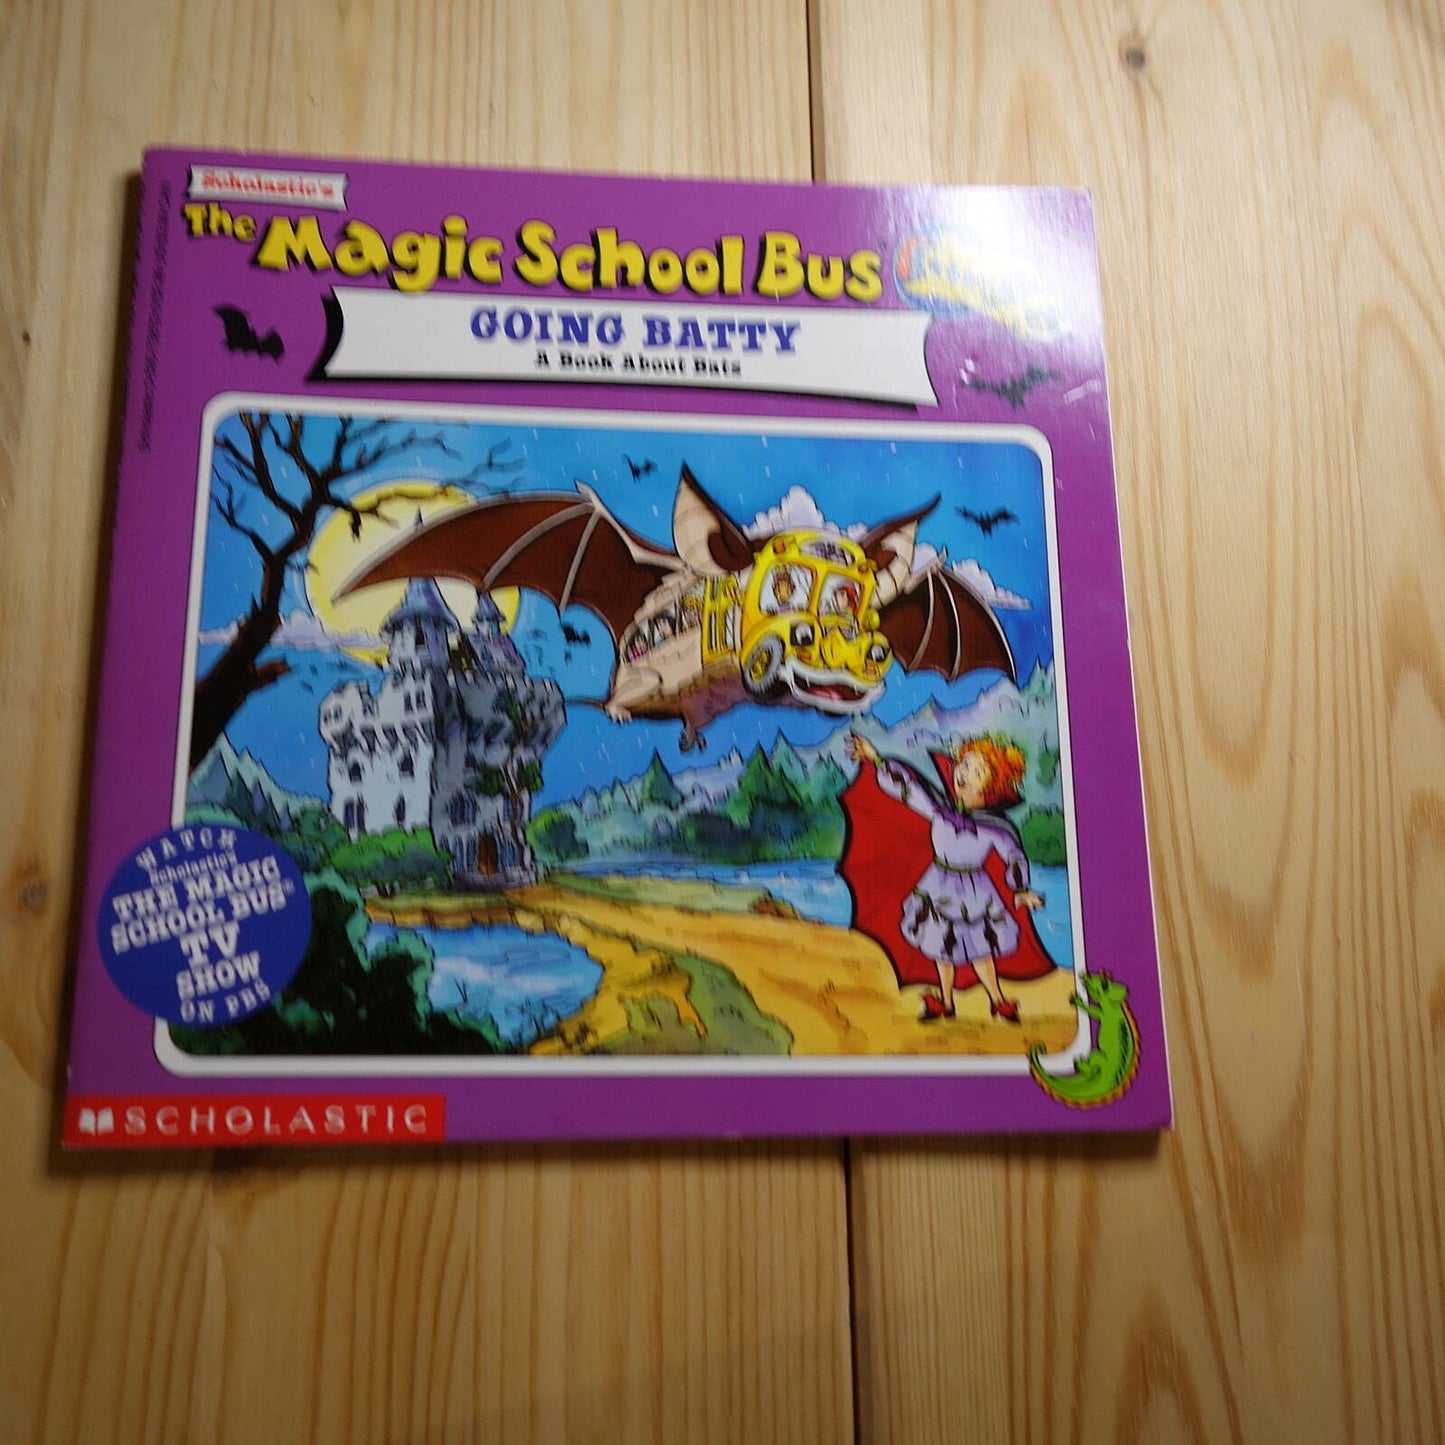 Scholastic's
The Magic School Bus
GOING BATTY
A Book About Bats
WATCH
Scholastic's
THE MAGIC
SCHOOL BUS®
TV
SHOW
ON PBS
SCHOLASTIC